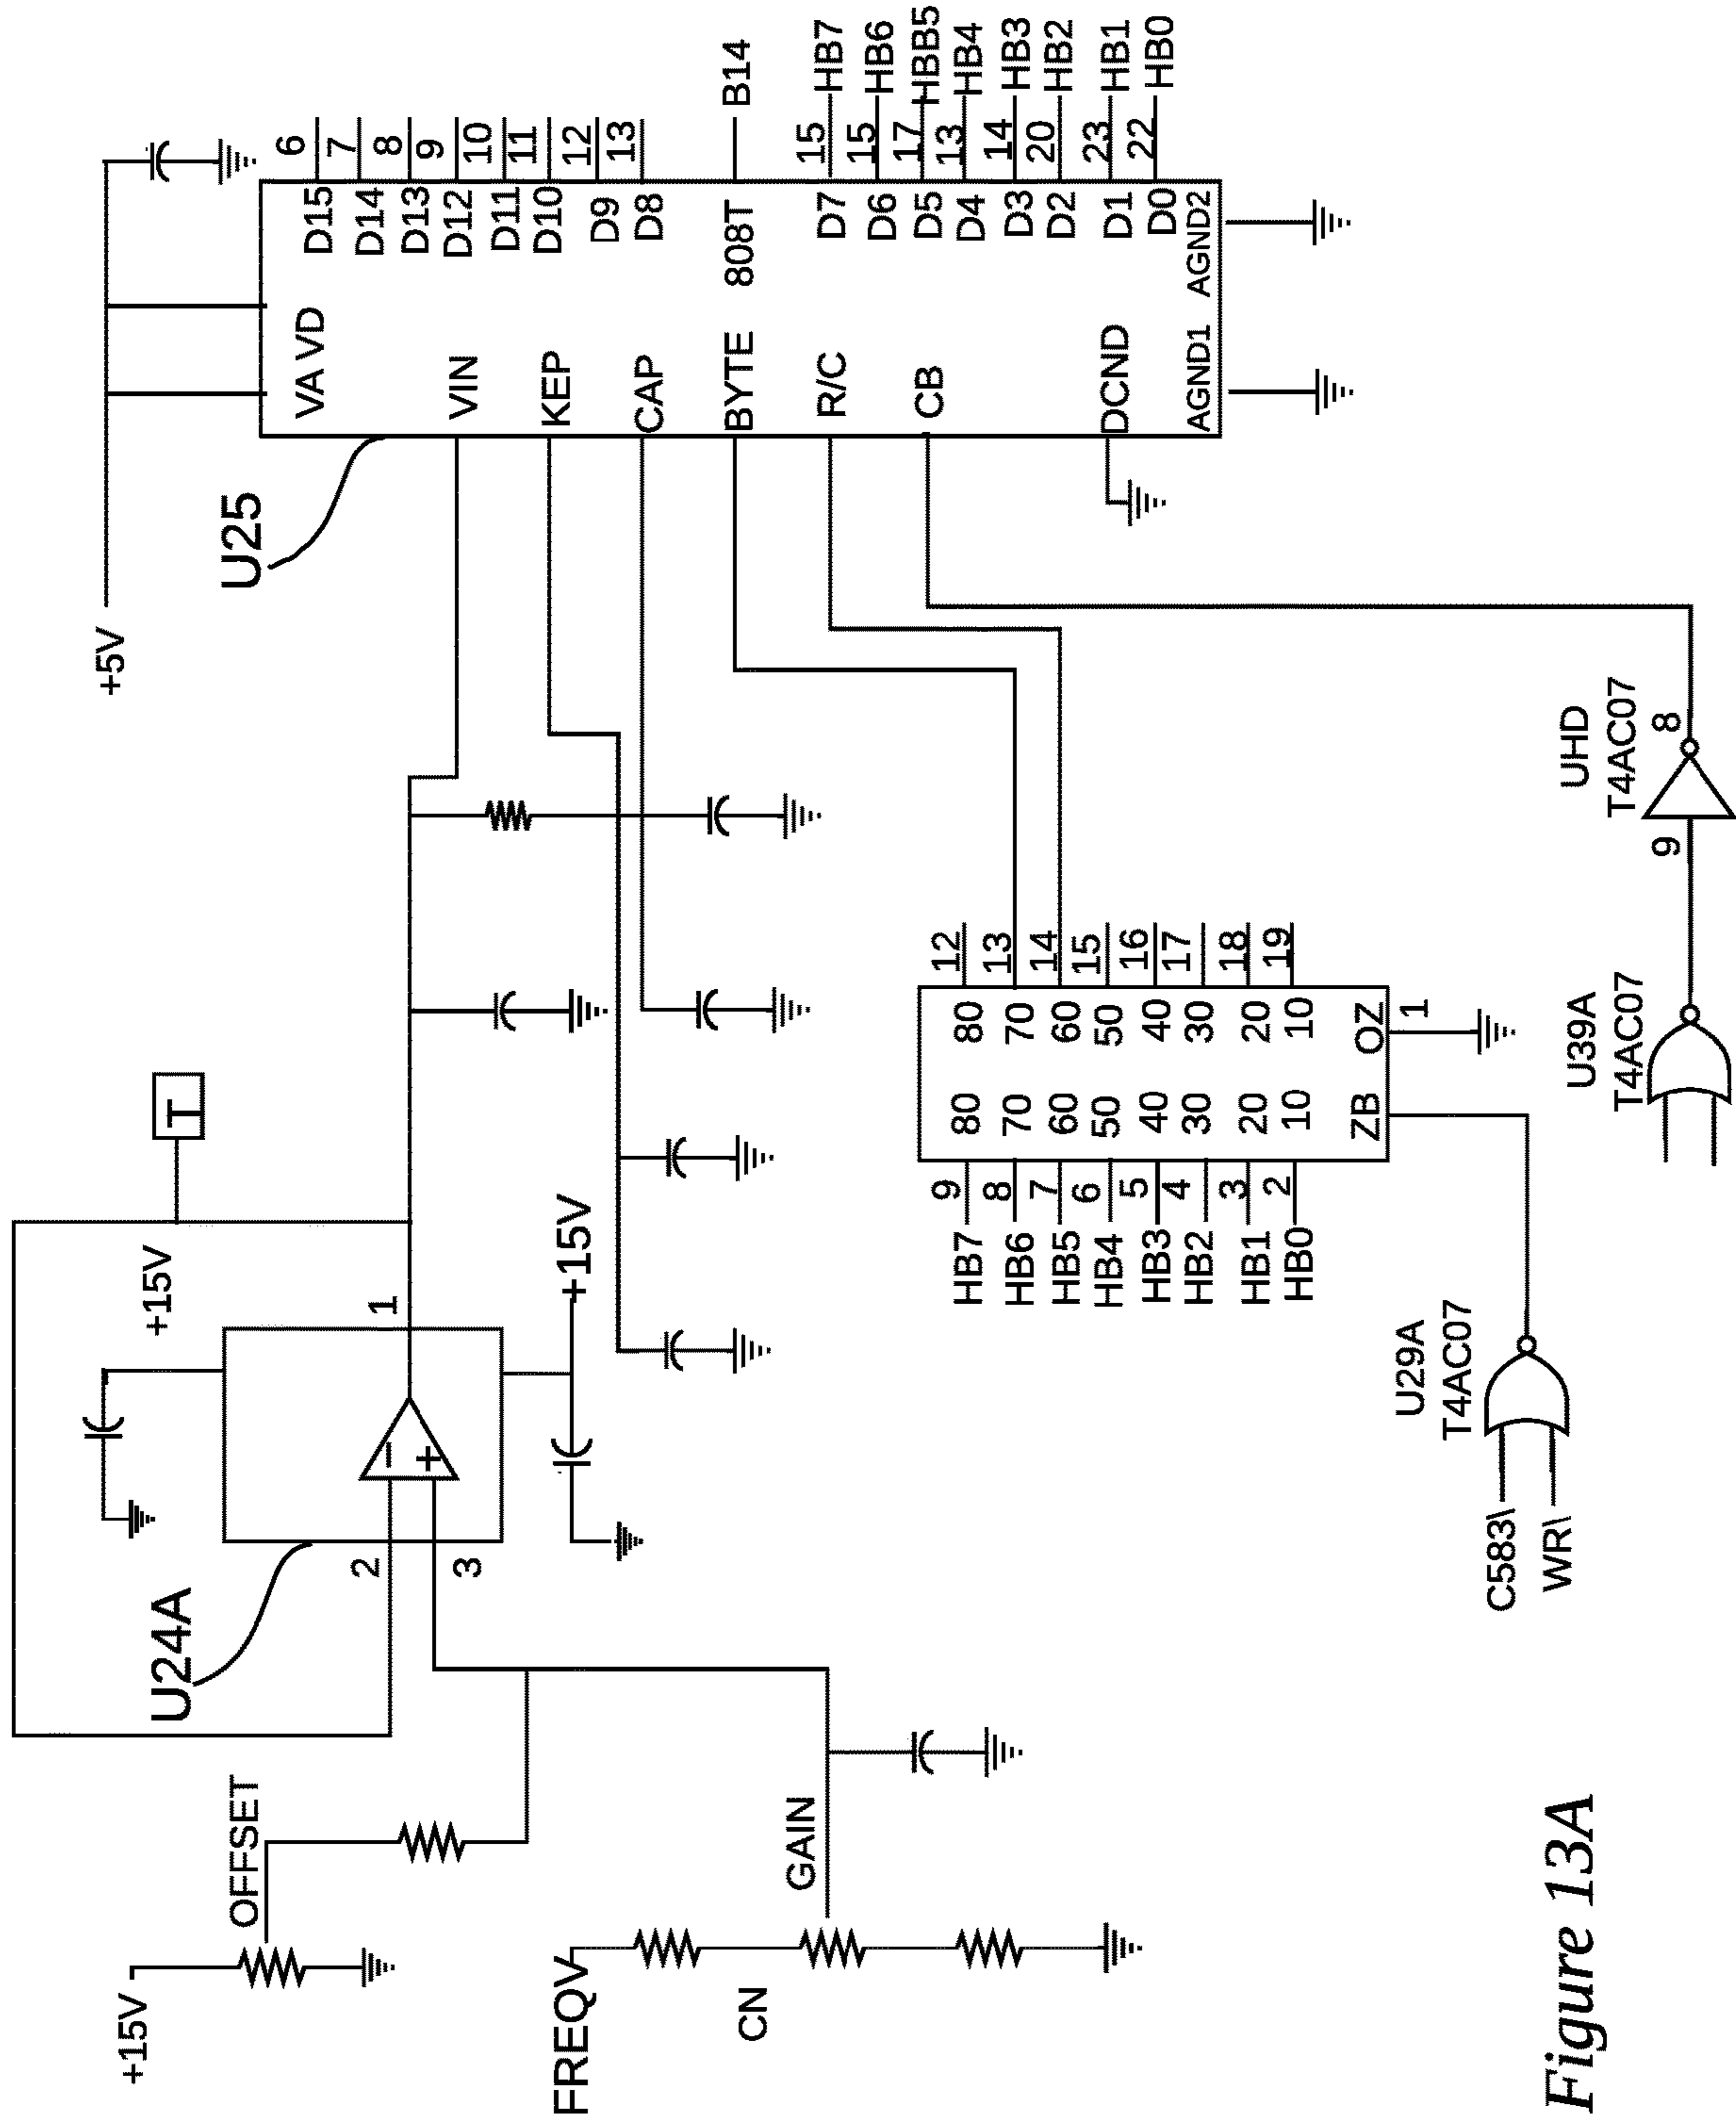 +5V
6
7
8
9
10
11
12
13
B14
15 HB7
15 HB6
17 HBB5
13 HB4
14 HB3
20 HB2
23 HB1
22 HB0
U25
VA VD
VIN
KEP
CAP
BYTE
R/C
CB
DCND
AGND1
AGND2
D15
D14
D13
D12
D11
D10
D9
D8
808T
D7
D6
D5
D4
D3
D2
D1
D0
T
+15V
1
U24A
2
3
−
+
+15V
+15V
OFFSET
FREQV
CN
GAIN
HB7 9 80 80 12
HB6 8 70 70 13
HB5 7 60 60 14
HB4 6 50 50 15
HB3 5 40 40 16
HB2 4 30 30 17
HB1 3 20 20 18
HB0 2 10 10 19
ZB OZ 1
U29A
T4AC07
C583\
WR\
U39A
T4AC07
UHD
T4AC07
9
8
Figure 13A